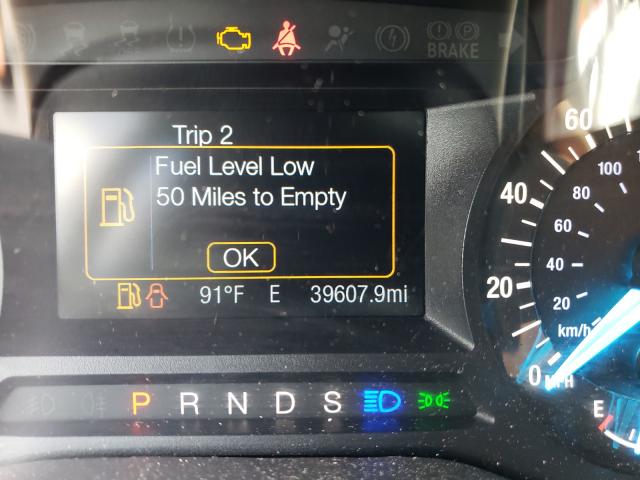 BRAKE
Trip 2
Fuel Level Low
50 Miles to Empty
OK
91°F E 39607.9mi
P R N D S
60
40
20
0 MPH
100
80
60
40
20
km/h
E